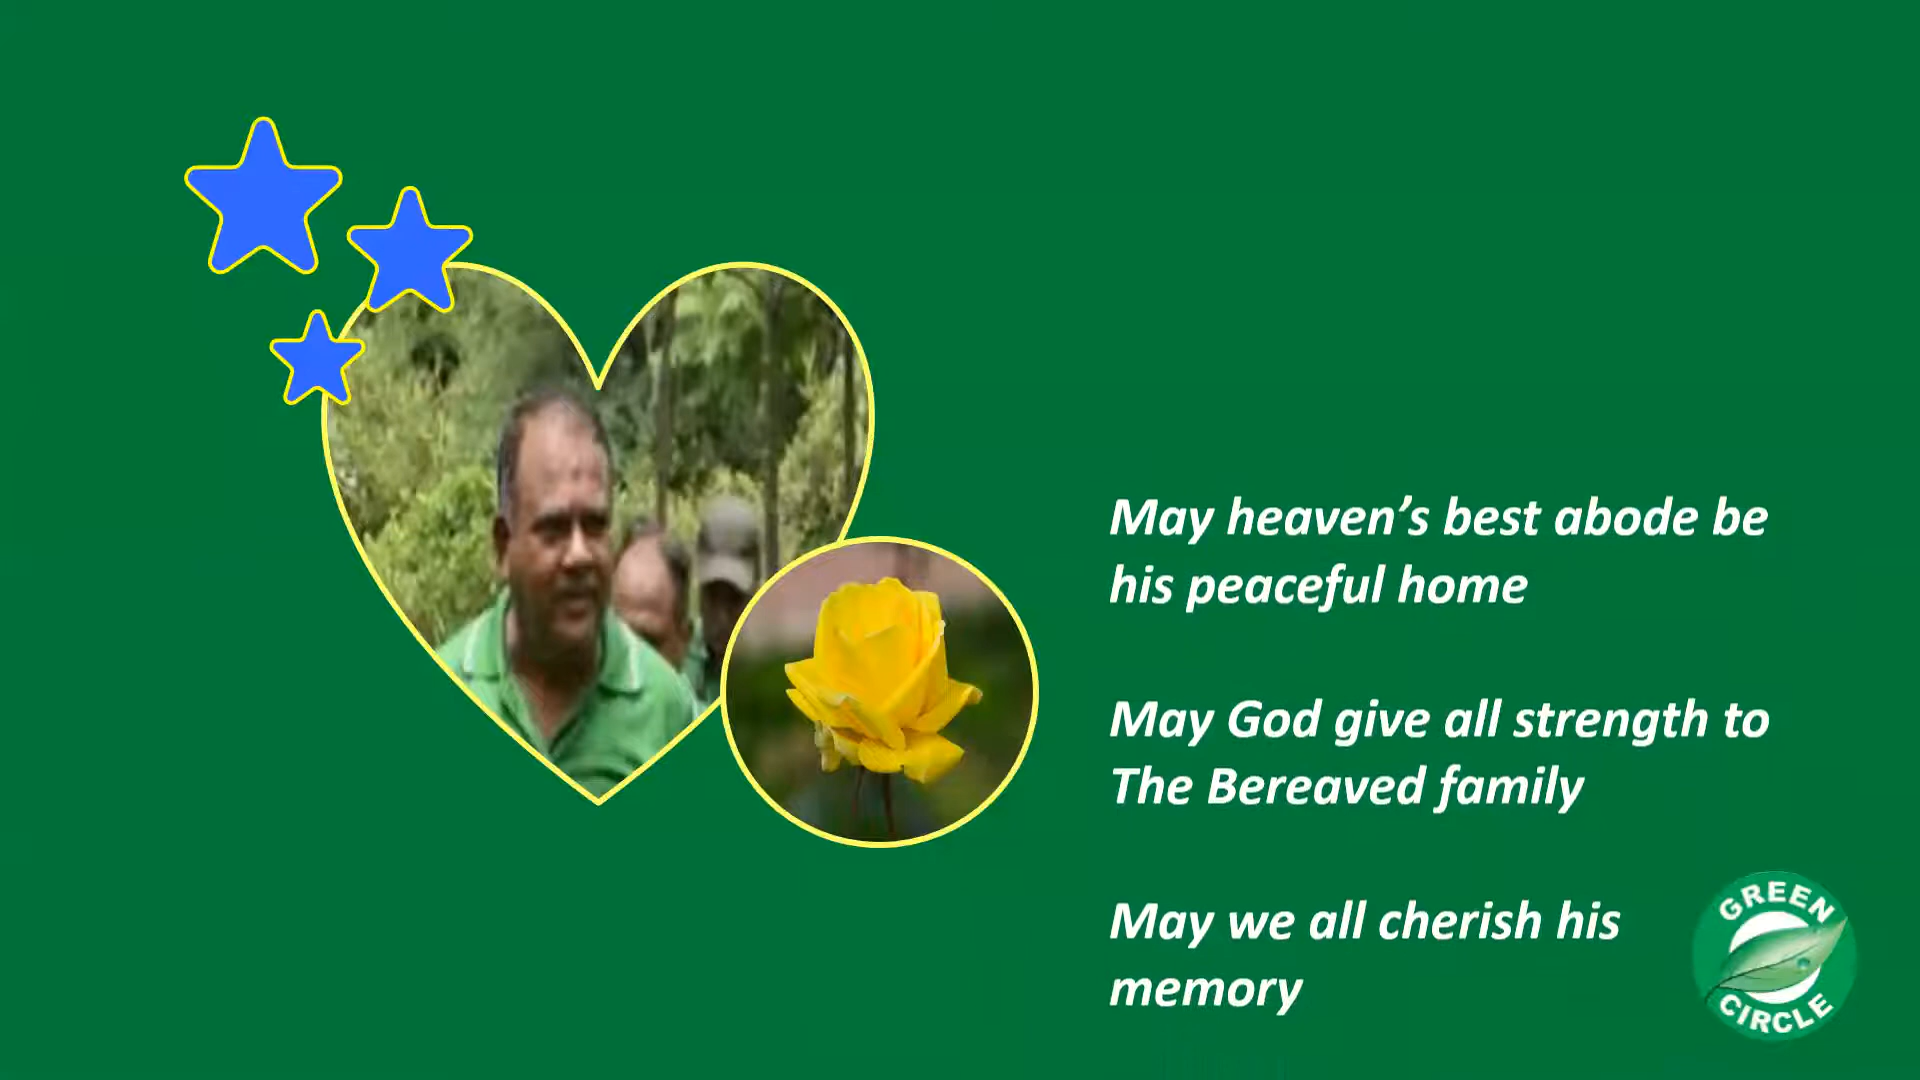 May heaven’s best abode be
his peaceful home
May God give all strength to
The Bereaved family
May we all cherish his
memory
GREEN
CIRCLE